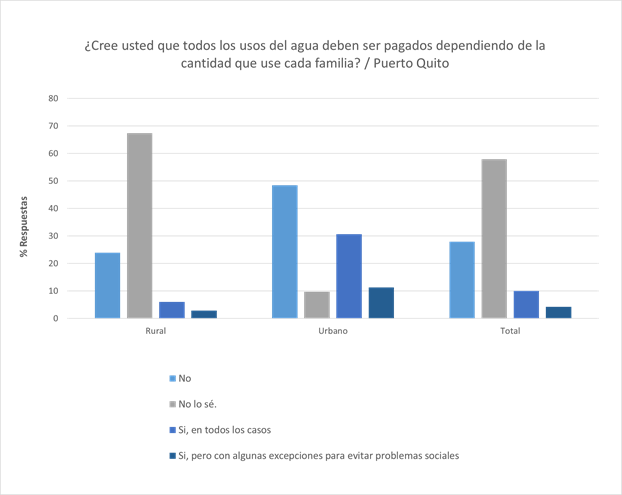 ¿Cree usted que todos los usos del agua deben ser pagados dependiendo de la
cantidad que use cada familia? / Puerto Quito
% Respuestas
80
70
60
50
40
30
20
10
0
Rural
Urbano
Total
No
No lo sé.
Si, en todos los casos
Si, pero con algunas excepciones para evitar problemas sociales